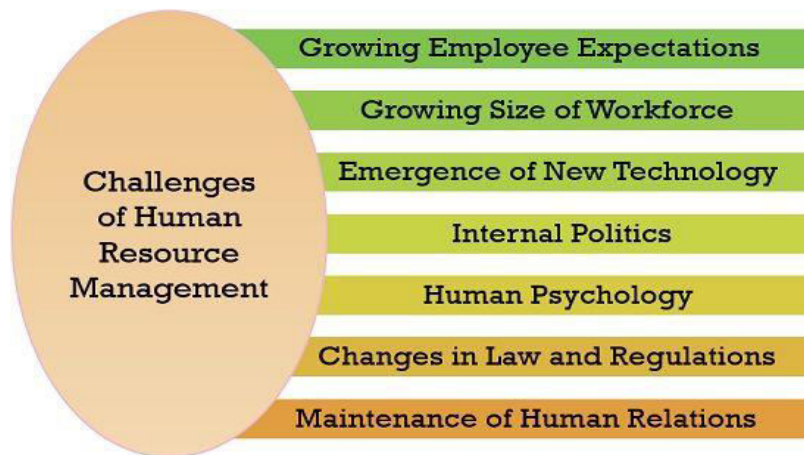 Challenges
of Human
Resource
Management
Growing Employee Expectations
Growing Size of Workforce
Emergence of New Technology
Internal Politics
Human Psychology
Changes in Law and Regulations
Maintenance of Human Relations